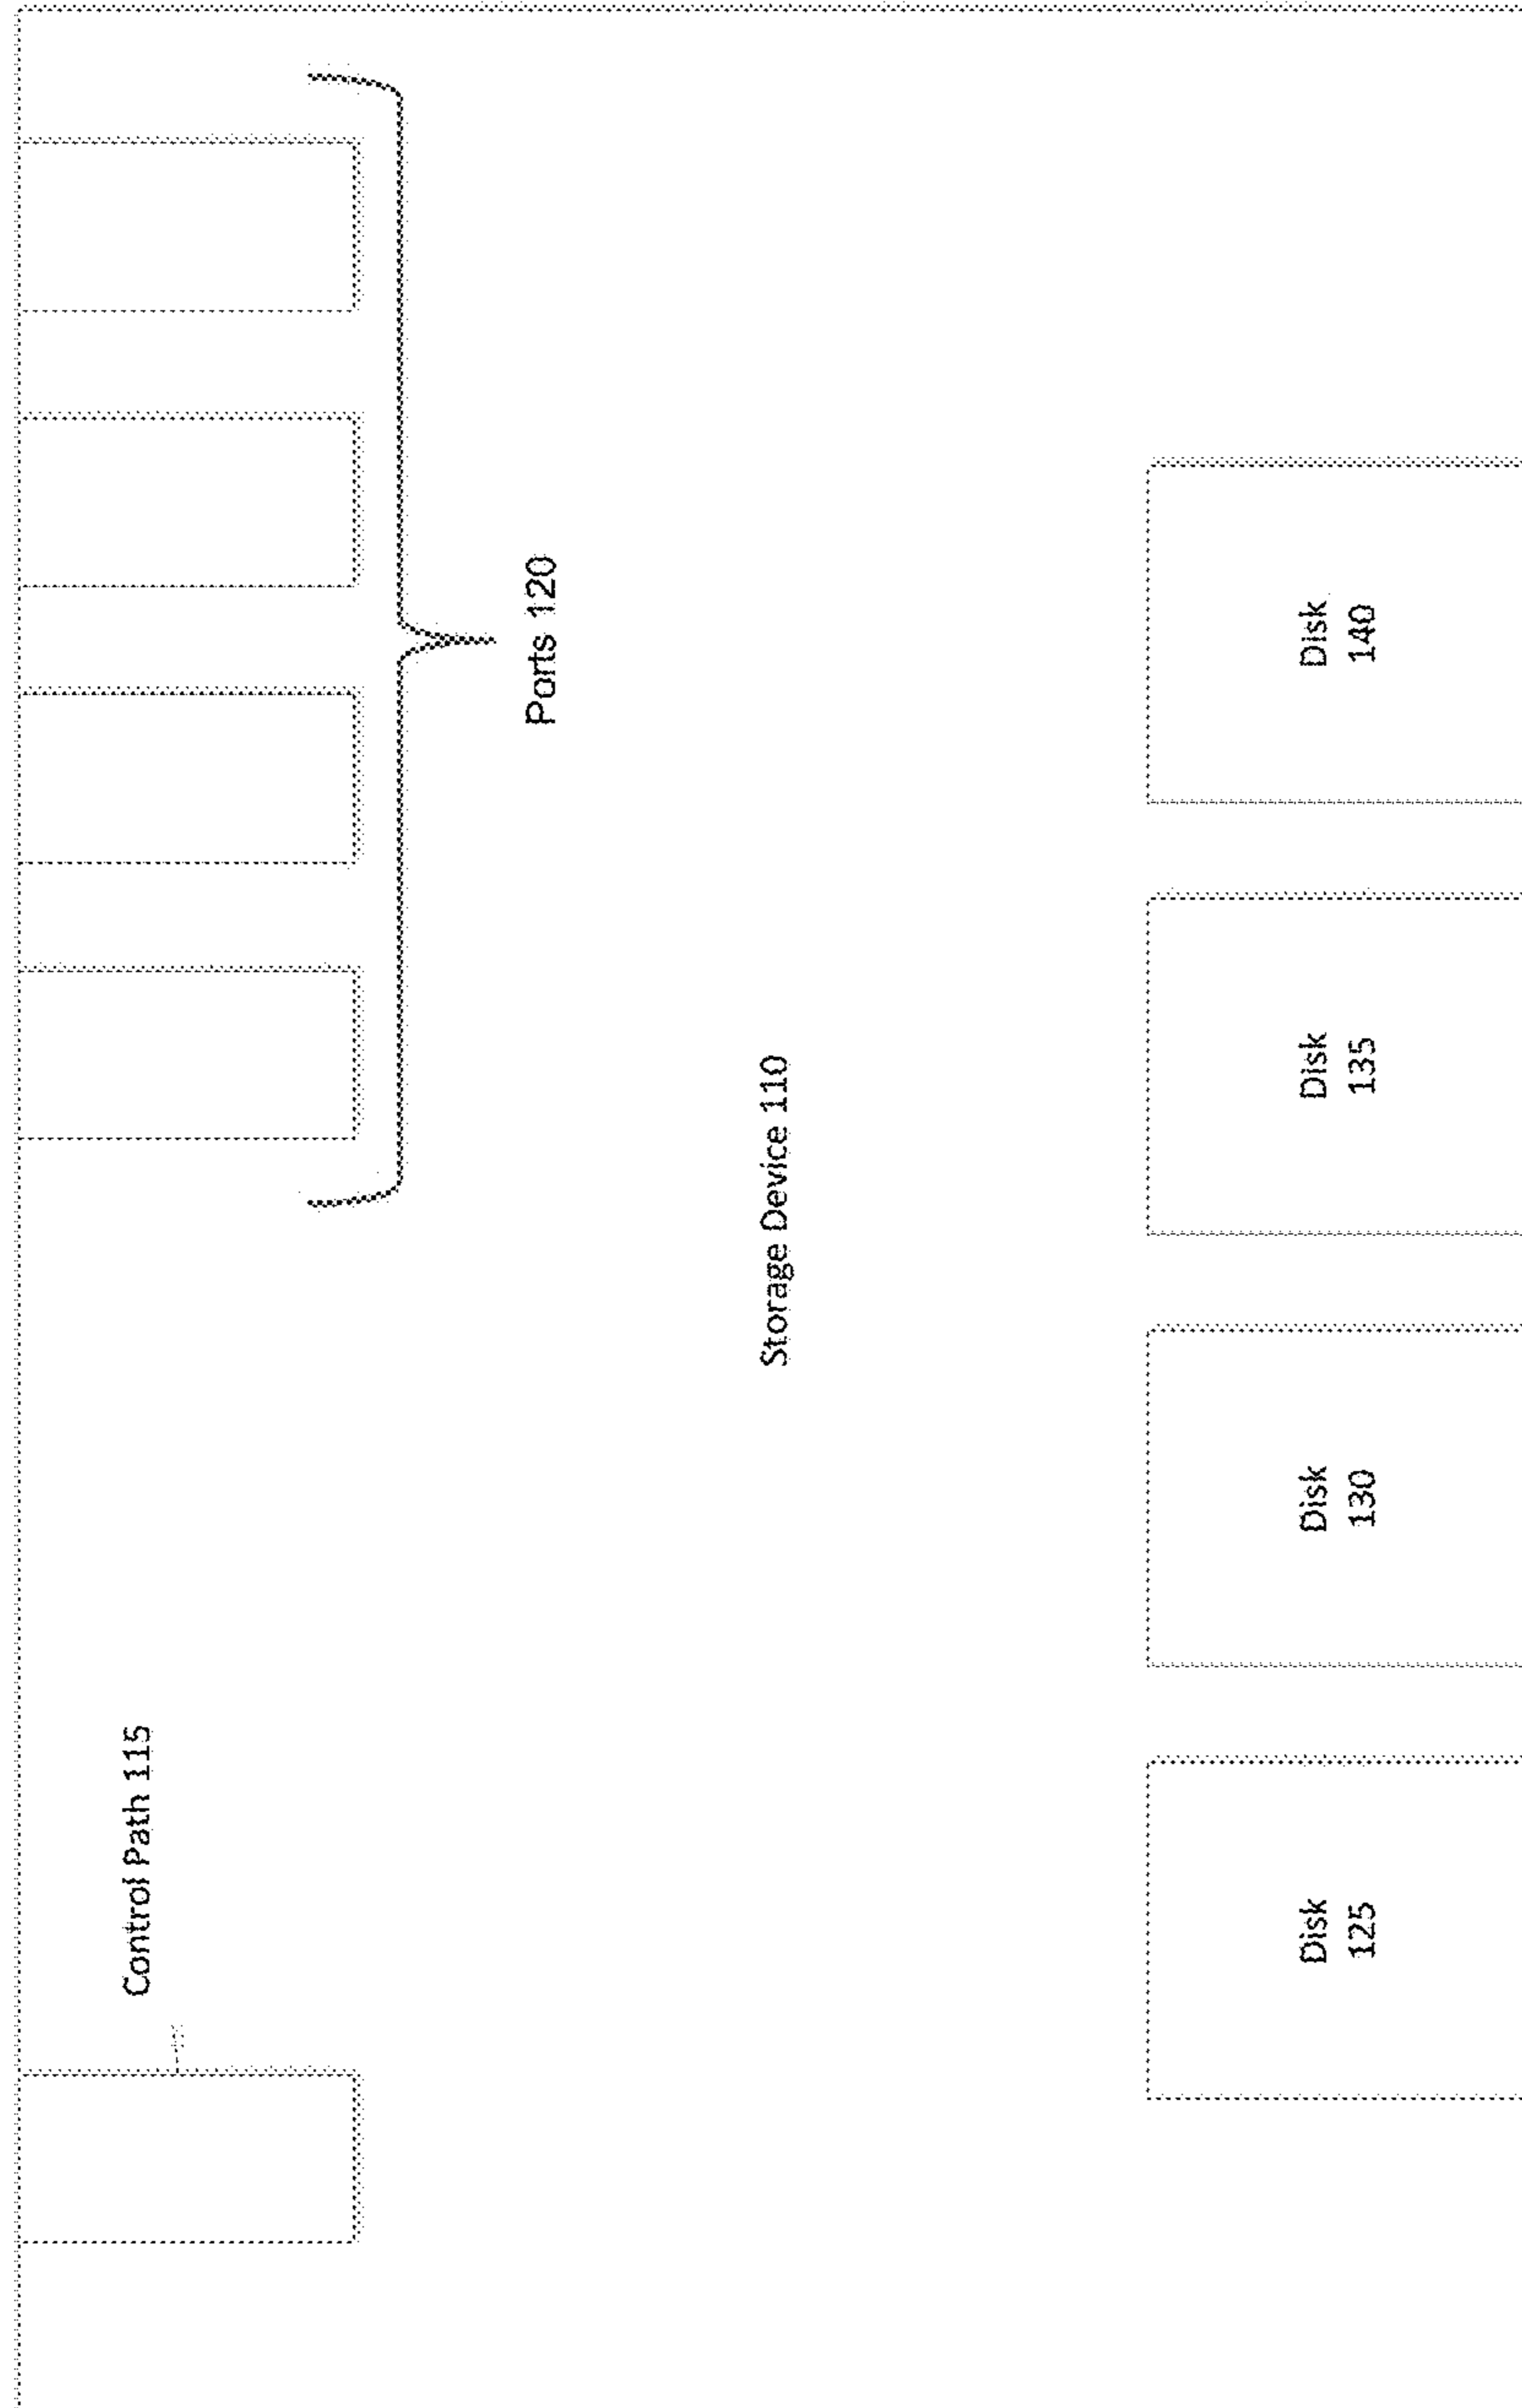 Control Path 115
Ports 120
Storage Device 110
Disk
125
Disk
130
Disk
135
Disk
140